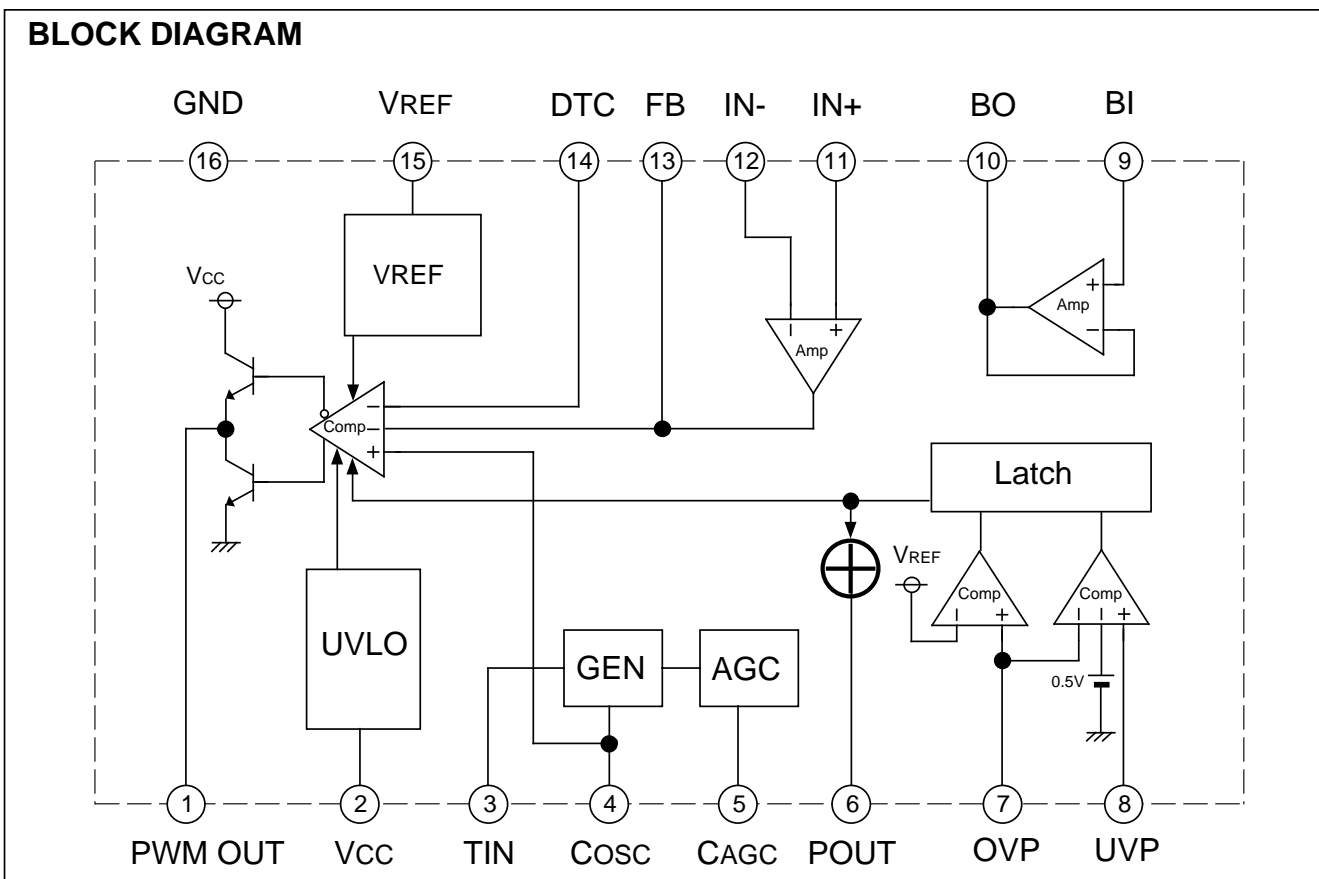 BLOCK DIAGRAM
GND VREF DTC FB IN- IN+ BO BI
16 15 14 13 12 11 10 9
VREF
VCC
Amp
+
−
Amp
− +
Comp
−
−
+
Latch
VREF
Comp
− +
Comp
− − +
0.5V
UVLO
GEN
AGC
1 2 3 4 5 6 7 8
PWM OUT VCC TIN COSC CAGC POUT OVP UVP